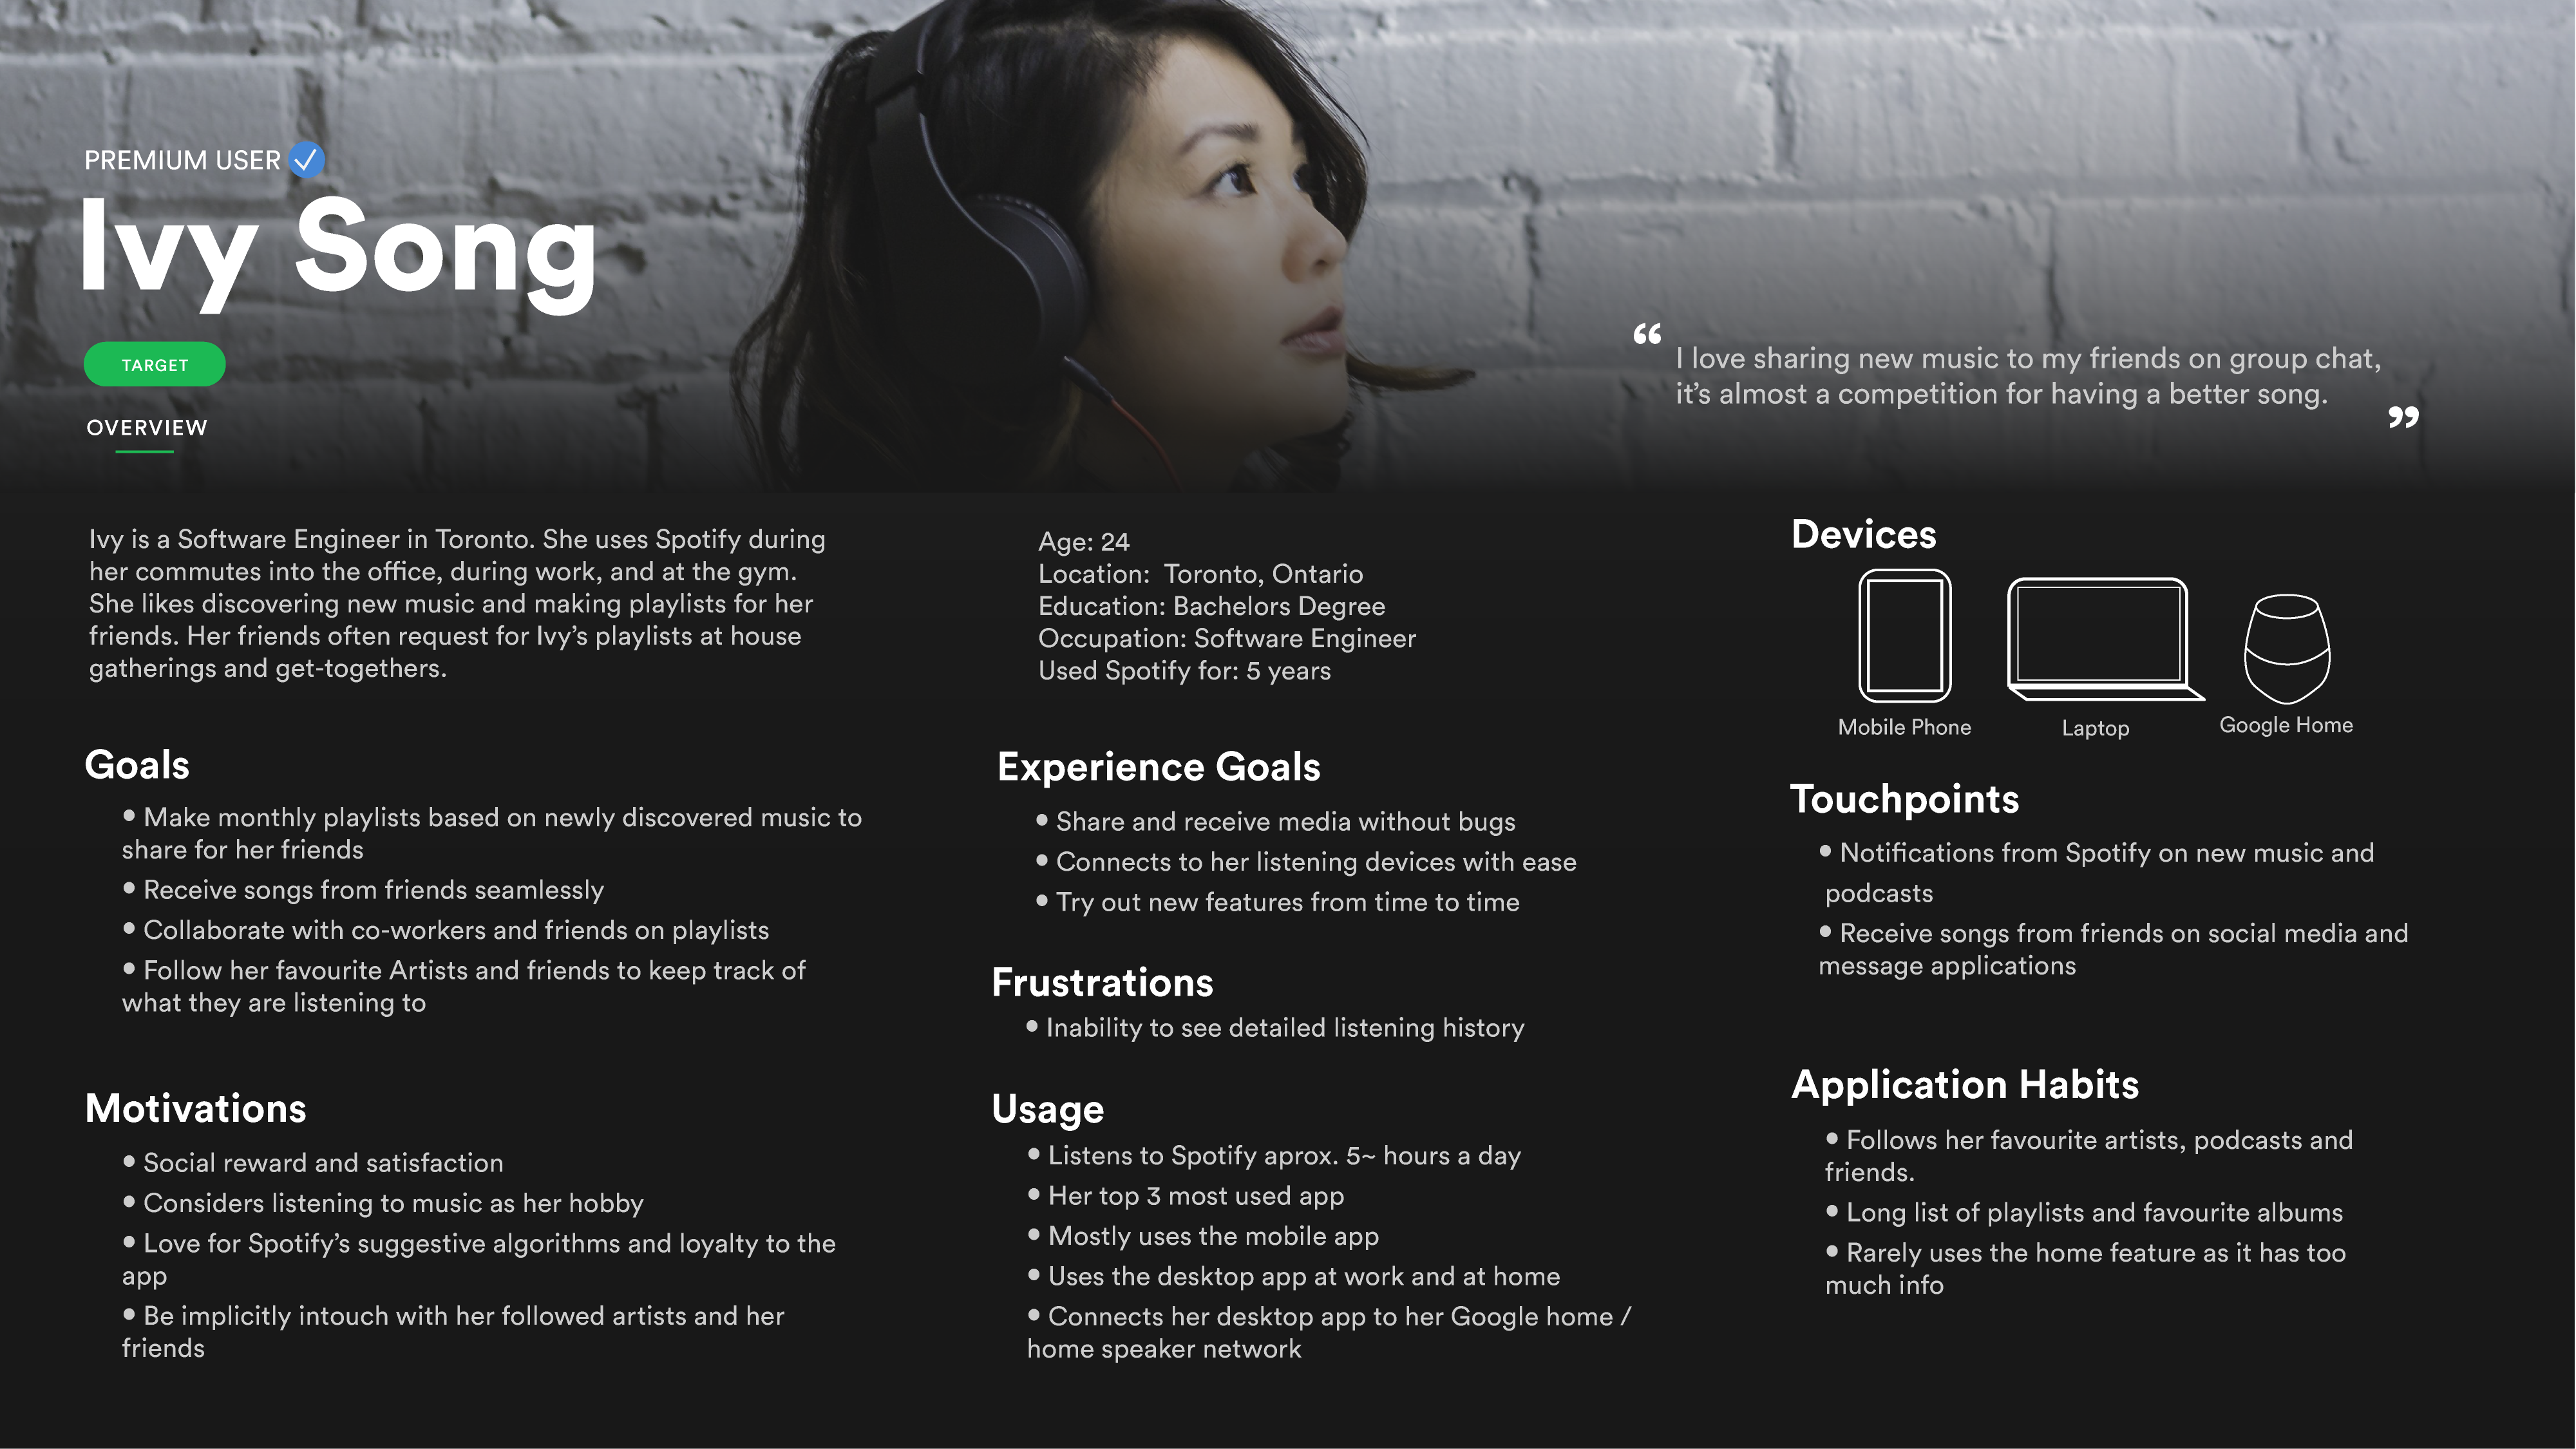 PREMIUM USER
Ivy Song
TARGET
OVERVIEW
“ I love sharing new music to my friends on group chat,
it’s almost a competition for having a better song. ”
Ivy is a Software Engineer in Toronto. She uses Spotify during
her commutes into the office, during work, and at the gym.
She likes discovering new music and making playlists for her
friends. Her friends often request for Ivy’s playlists at house
gatherings and get-togethers.
Goals
• Make monthly playlists based on newly discovered music to
share for her friends
• Receive songs from friends seamlessly
• Collaborate with co-workers and friends on playlists
• Follow her favourite Artists and friends to keep track of
what they are listening to
Motivations
• Social reward and satisfaction
• Considers listening to music as her hobby
• Love for Spotify’s suggestive algorithms and loyalty to the
app
• Be implicitly intouch with her followed artists and her
friends
Age: 24
Location: Toronto, Ontario
Education: Bachelors Degree
Occupation: Software Engineer
Used Spotify for: 5 years
Experience Goals
• Share and receive media without bugs
• Connects to her listening devices with ease
• Try out new features from time to time
Frustrations
• Inability to see detailed listening history
Usage
• Listens to Spotify aprox. 5~ hours a day
• Her top 3 most used app
• Mostly uses the mobile app
• Uses the desktop app at work and at home
• Connects her desktop app to her Google home /
home speaker network
Devices
Mobile Phone
Laptop
Google Home
Touchpoints
• Notifications from Spotify on new music and
podcasts
• Receive songs from friends on social media and
message applications
Application Habits
• Follows her favourite artists, podcasts and
friends.
• Long list of playlists and favourite albums
• Rarely uses the home feature as it has too
much info